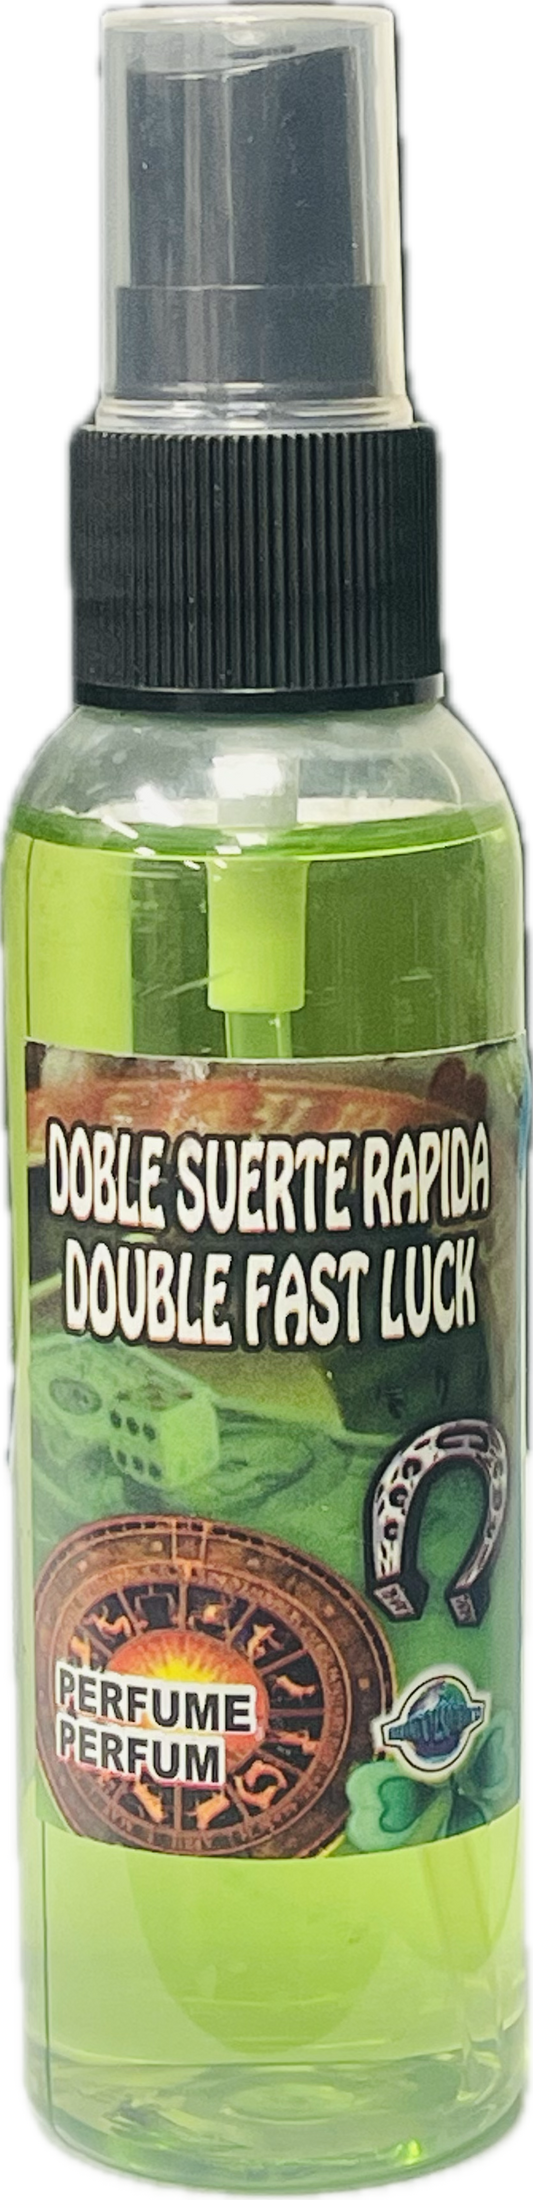 DOBLE SUERTE RAPIDA
DOUBLE FAST LUCK
PERFUME
PERFUM